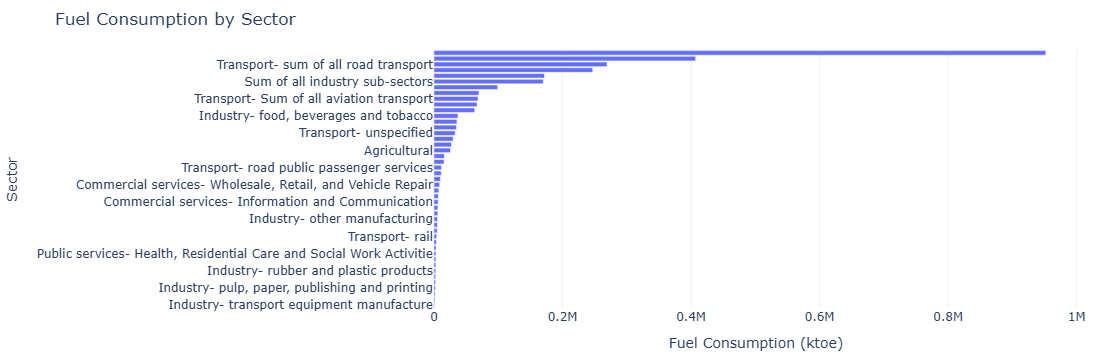 Fuel Consumption by Sector
Transport- sum of all road transport
Sum of all industry sub-sectors
Transport- Sum of all aviation transport
Industry- food, beverages and tobacco
Transport- unspecified
Agricultural
Transport- road public passenger services
Commercial services- Wholesale, Retail, and Vehicle Repair
Commercial services- Information and Communication
Industry- other manufacturing
Transport- rail
Public services- Health, Residential Care and Social Work Activitie
Industry- rubber and plastic products
Industry- pulp, paper, publishing and printing
Industry- transport equipment manufacture
Sector
0 0.2M 0.4M 0.6M 0.8M 1M
Fuel Consumption (ktoe)